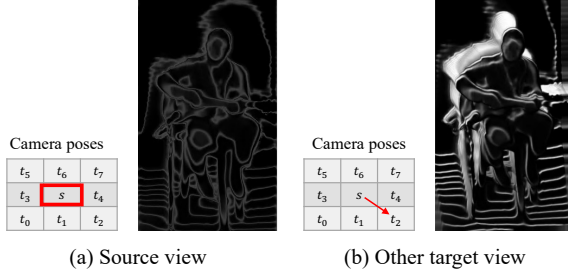 Camera poses
t5 t6 t7
t3 s t4
t0 t1 t2
(a) Source view
Camera poses
t5 t6 t7
t3 s t4
t0 t1 t2
(b) Other target view